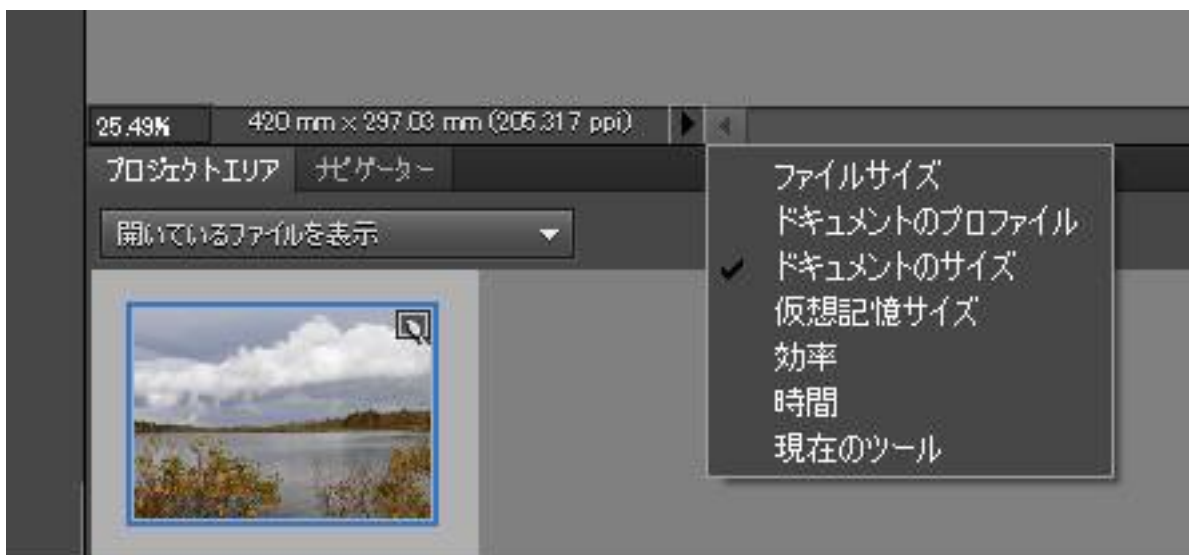 25.49% 420 mm x 297.03 mm (205.317 ppi)
プロジェクトエリア ナビゲーター
開いているファイルを表示
ファイルサイズ
ドキュメントのプロファイル
ドキュメントのサイズ
仮想記憶サイズ
効率
時間
現在のツール